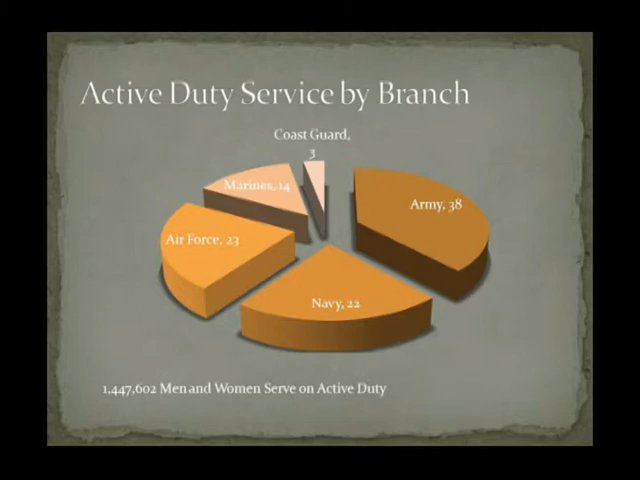 Active Duty Service by Branch
Coast Guard,
3
Marines, 14
Army, 38
Air Force, 23
Navy, 22
1,447,602 Men and Women Serve on Active Duty